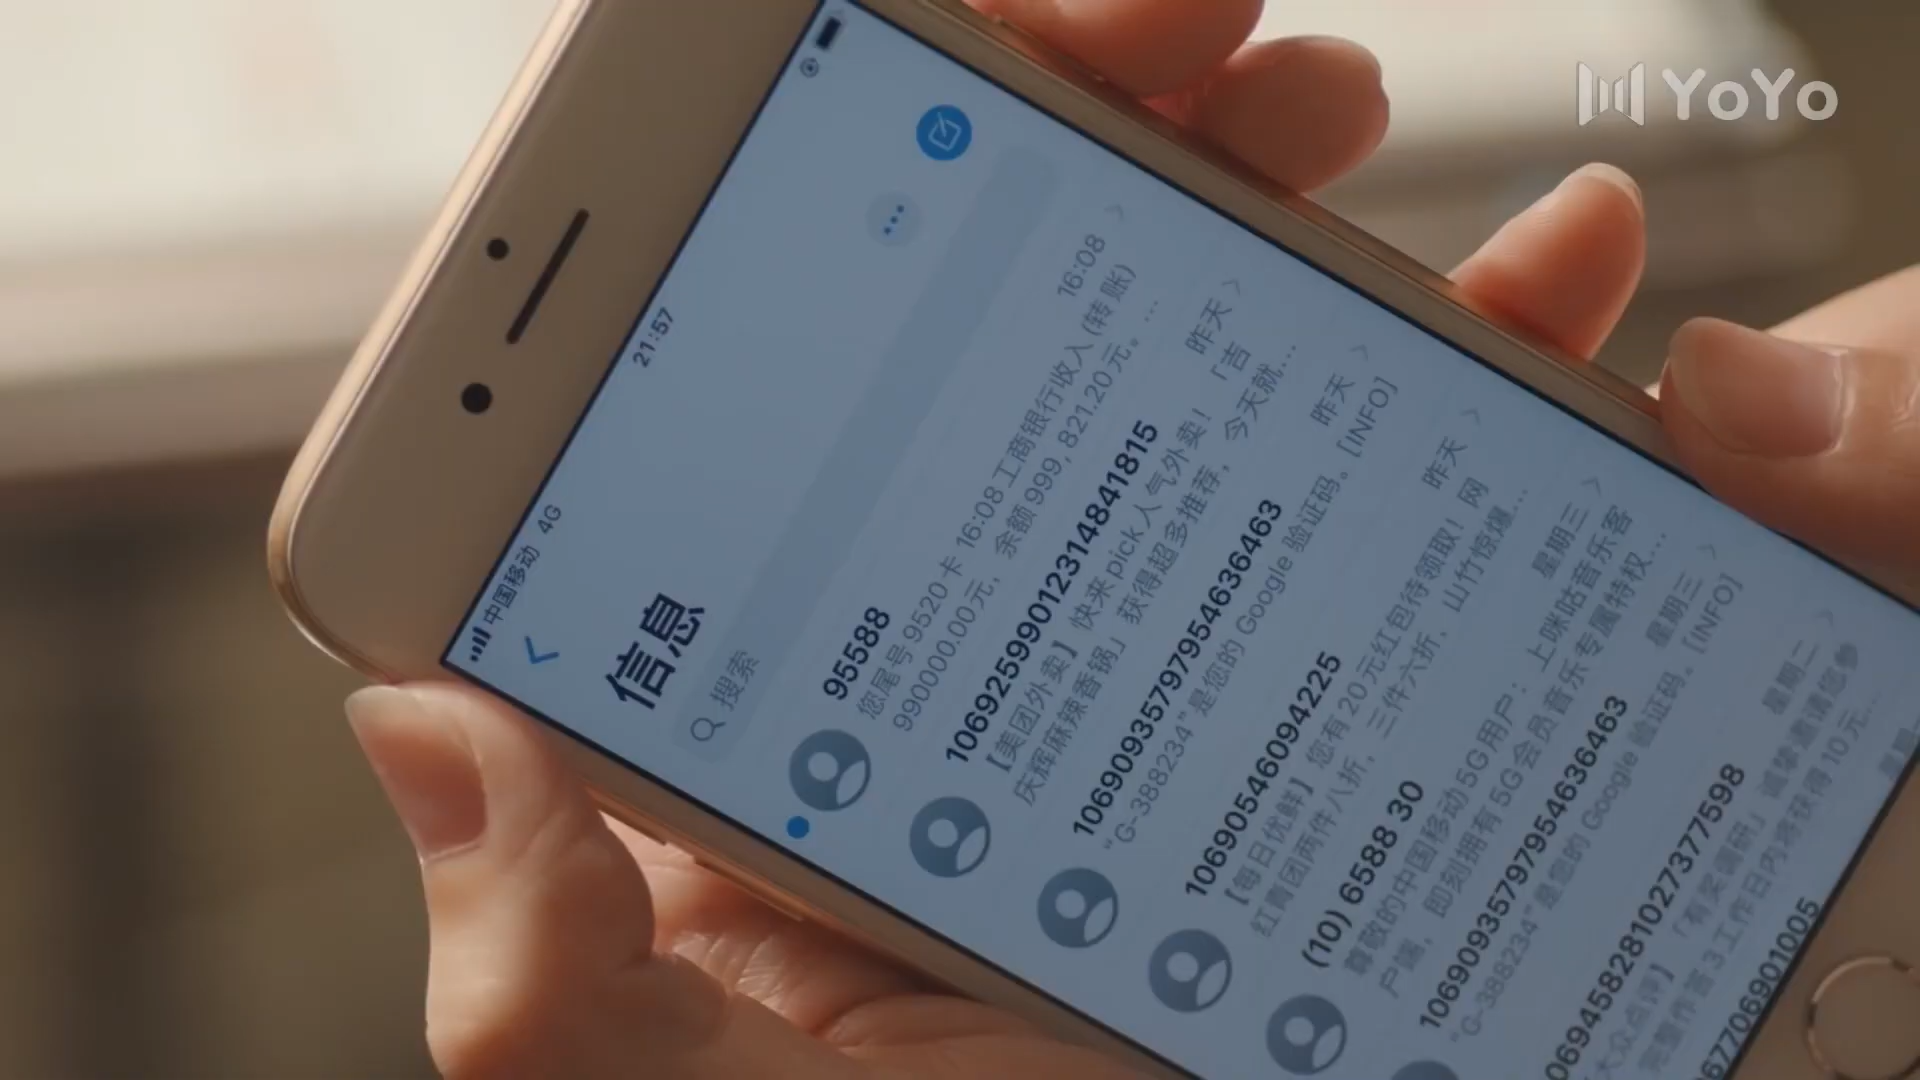 YoYo
中国移动 4G
21:57
信息
搜索
95588
16:08
您尾号 9520 卡 16:08 工商银行收入 (转账)
990000.00元, 余额 999, 821.20 元。...
1069259901231484 1815
昨天
【美团外卖】快来 pick 人气外卖! 「吉
庆辉麻辣香锅」获得超多推荐, 今天就...
1069093579795463 6463
昨天
“G-388234” 是您的 Google 验证码。[INFO]
10690546094225
昨天
【每日优鲜】您有 20 元红包待领取! 网
红青团两件八折, 三件六折, 山竹惊爆...
(10) 6588 30
星期三
尊敬的中国移动 5G 用户: 上咪咕音乐客
户端, 即刻拥有 5G 会员音乐专属特权...
1069093579795463 6463
星期三
“G-388234” 是您的 Google 验证码。[INFO]
069458281027377598
星期二
大众点评】「有奖调研」诚挚邀请您参
完整作答 3 工作日内将获得 10 元...
67706901005